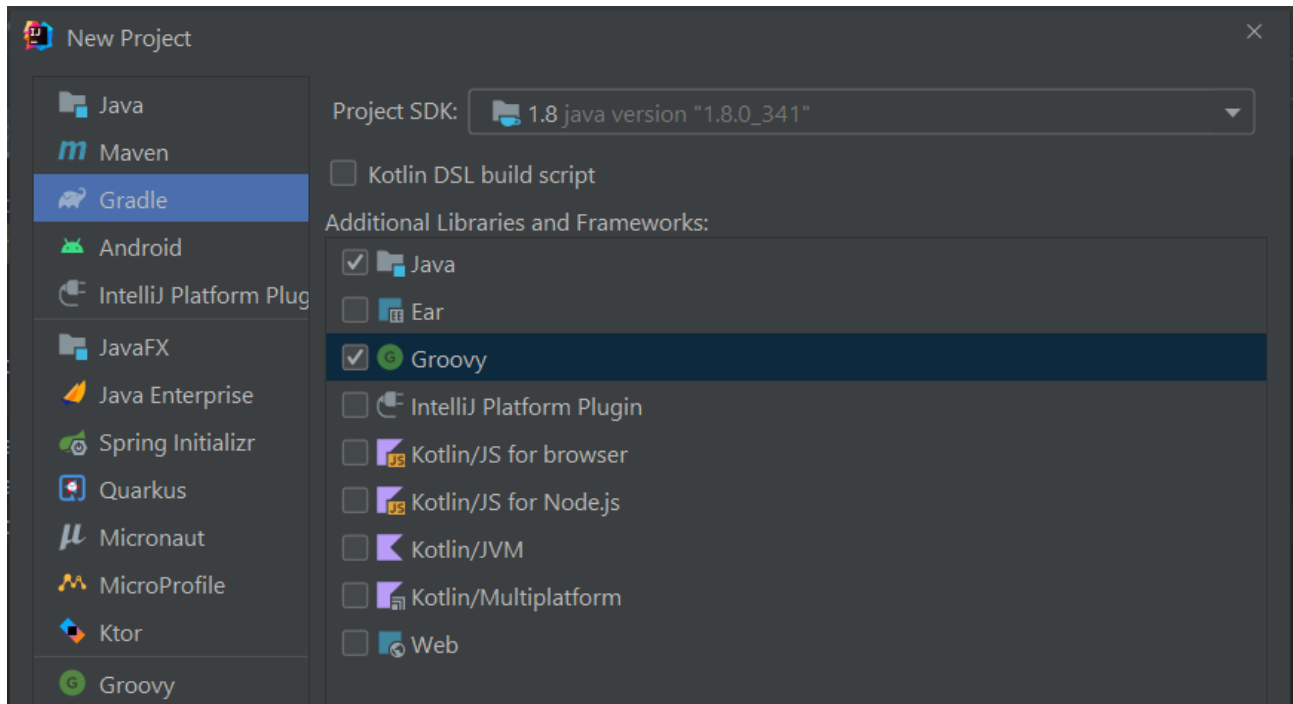 New Project
Java
Maven
Gradle
Android
IntelliJ Platform Plug
JavaFX
Java Enterprise
Spring Initializr
Quarkus
Micronaut
MicroProfile
Ktor
Groovy
Project SDK: 1.8 java version "1.8.0_341"
Kotlin DSL build script
Additional Libraries and Frameworks:
Java
Ear
Groovy
IntelliJ Platform Plugin
Kotlin/JS for browser
Kotlin/JS for Node.js
Kotlin/JVM
Kotlin/Multiplatform
Web